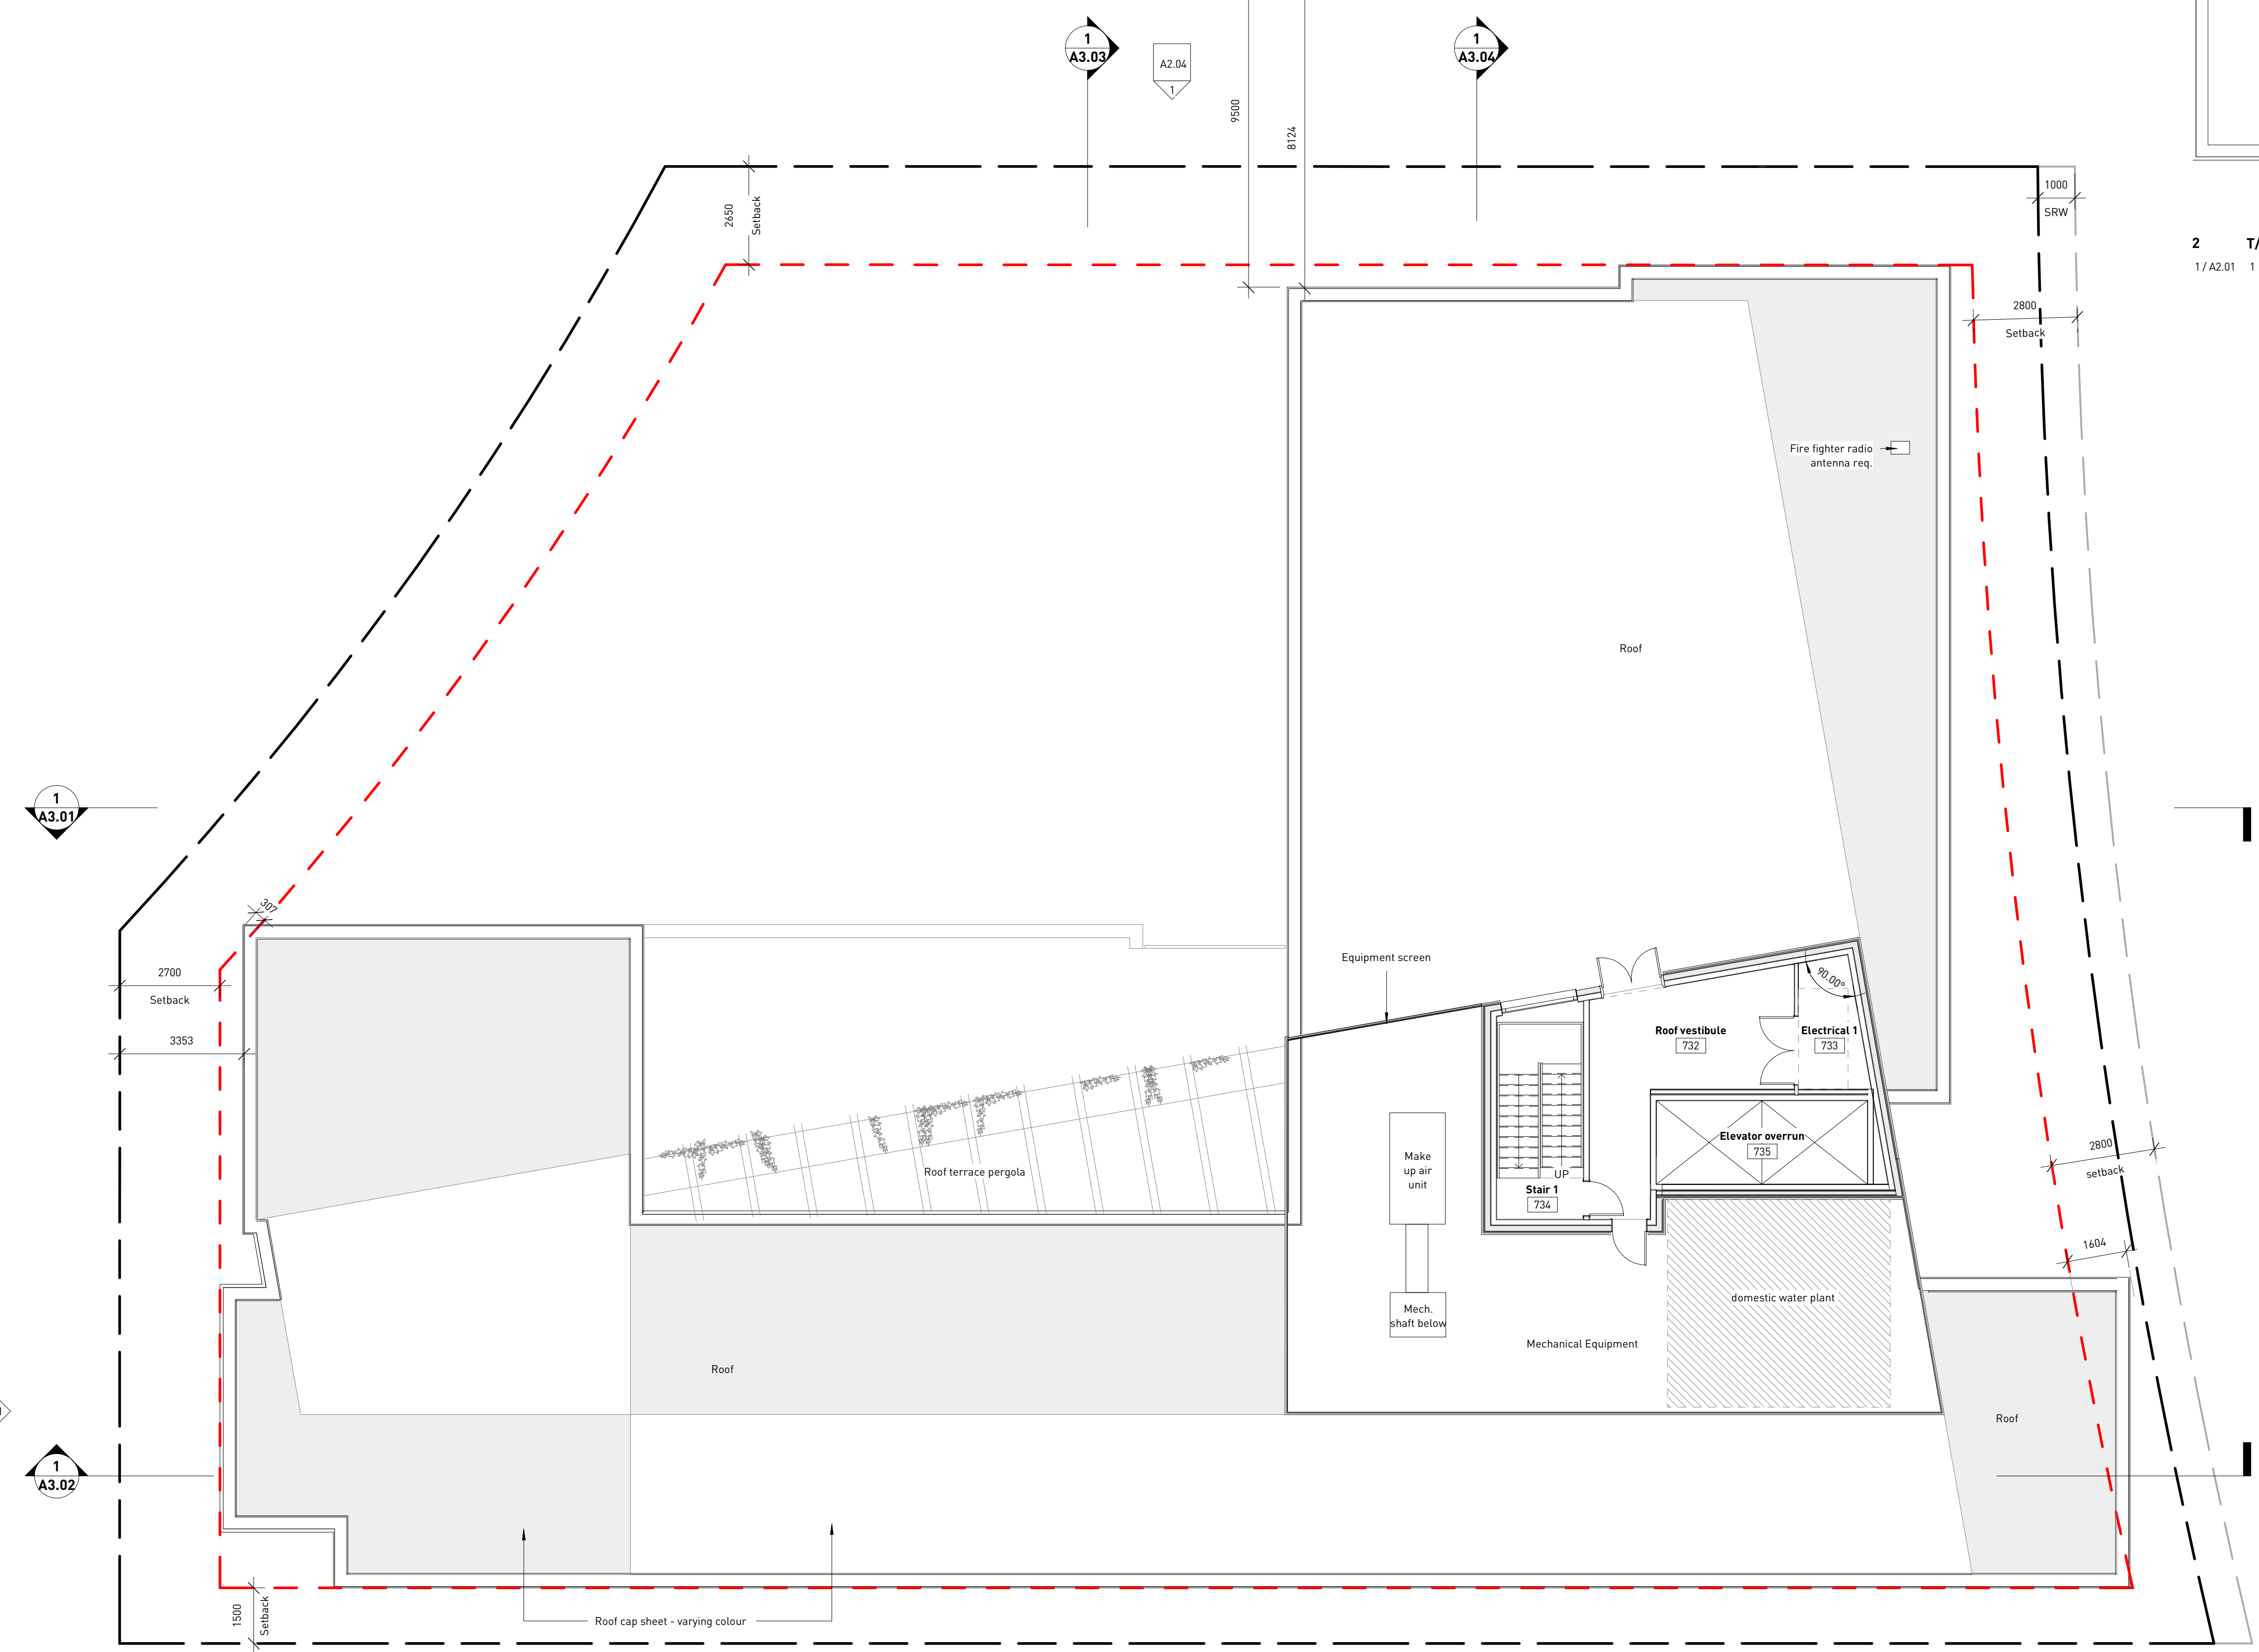 1
A3.03
A2.04
1
1
A3.04
9500
8124
2650
Setback
1000
SRW
2 T/
1 / A2.01 1
2800
Setback
Fire fighter radio
antenna req.
Roof
1
A3.01
307
2700
Setback
3353
Equipment screen
90.00°
Roof vestibule
732
Electrical 1
733
Elevator overrun
735
Make
up air
unit
UP
Stair 1
734
Roof terrace pergola
2800
setback
1604
domestic water plant
Mech.
shaft below
Mechanical Equipment
Roof
Roof
1
A3.02
1500
Setback
Roof cap sheet - varying colour